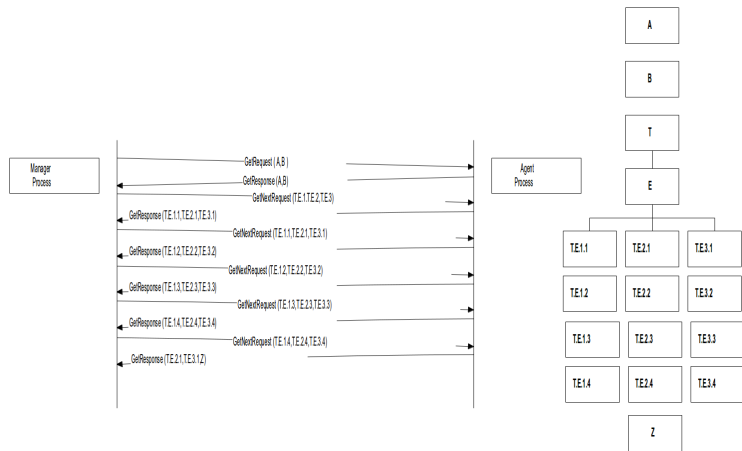 A
B
T
Manager
Process
Agent
Process
E
GetRequest ( A,B )
GetResponse (A,B)
GetNextRequest (T.E.1.T.E.2,T.E.3)
GetResponse (T.E.1.1,T.E.2.1,T.E.3.1)
GetNextRequest (T.E.1.1,T.E.2.1,T.E.3.1)
GetResponse (T.E.1.2,T.E.2.2,T.E.3.2)
GetNextRequest (T.E.1.2,T.E.2.2,T.E.3.2)
GetResponse (T.E.1.3,T.E.2.3,T.E.3.3)
GetNextRequest (T.E.1.3,T.E.2.3,T.E.3.3)
GetResponse (T.E.1.4,T.E.2.4,T.E.3.4)
GetNextRequest (T.E.1.4,T.E.2.4,T.E.3.4)
GetResponse (T.E.2.1,T.E.3.1.Z)
T.E.1.1
T.E.2.1
T.E.3.1
T.E.1.2
T.E.2.2
T.E.3.2
T.E.1.3
T.E.2.3
T.E.3.3
T.E.1.4
T.E.2.4
T.E.3.4
Z